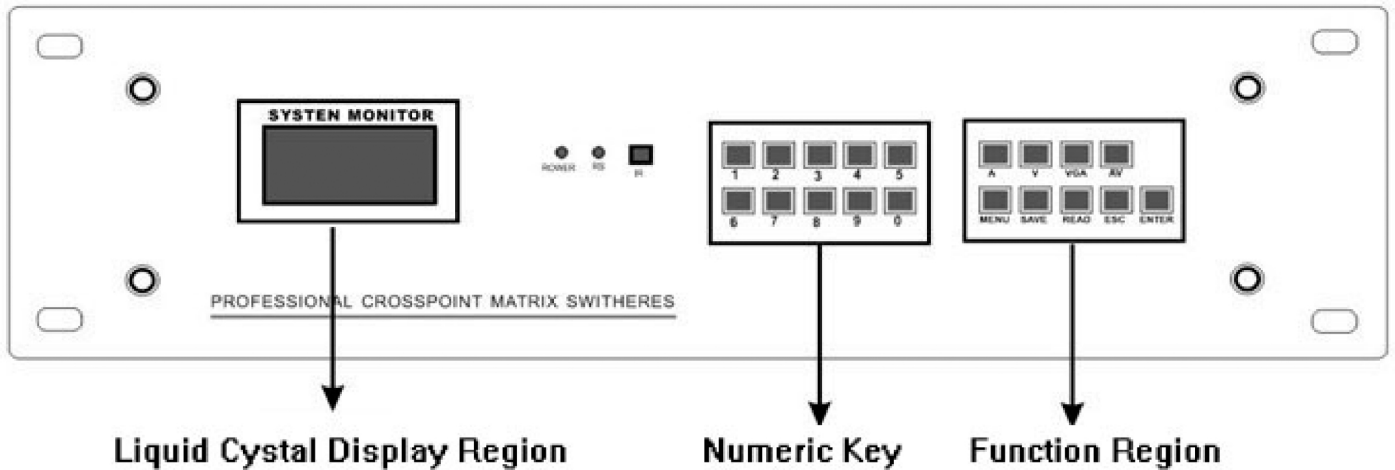 SYSTEN MONITOR
ROWER RS IR
1 2 3 4 5
6 7 8 9 0
A V VGA AV
MENU SAVE READ ESC ENTER
PROFESSIONAL CROSSPOINT MATRIX SWITHERES
Liquid Cystal Display Region
Numeric Key
Function Region